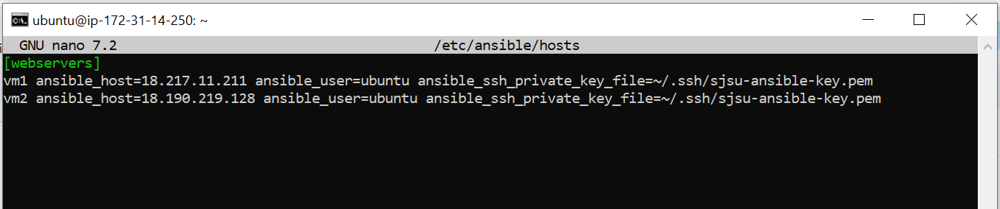 ubuntu@ip-172-31-14-250: ~
GNU nano 7.2 /etc/ansible/hosts
[webservers]
vm1 ansible_host=18.217.11.211 ansible_user=ubuntu ansible_ssh_private_key_file=~/.ssh/sjsu-ansible-key.pem
vm2 ansible_host=18.190.219.128 ansible_user=ubuntu ansible_ssh_private_key_file=~/.ssh/sjsu-ansible-key.pem